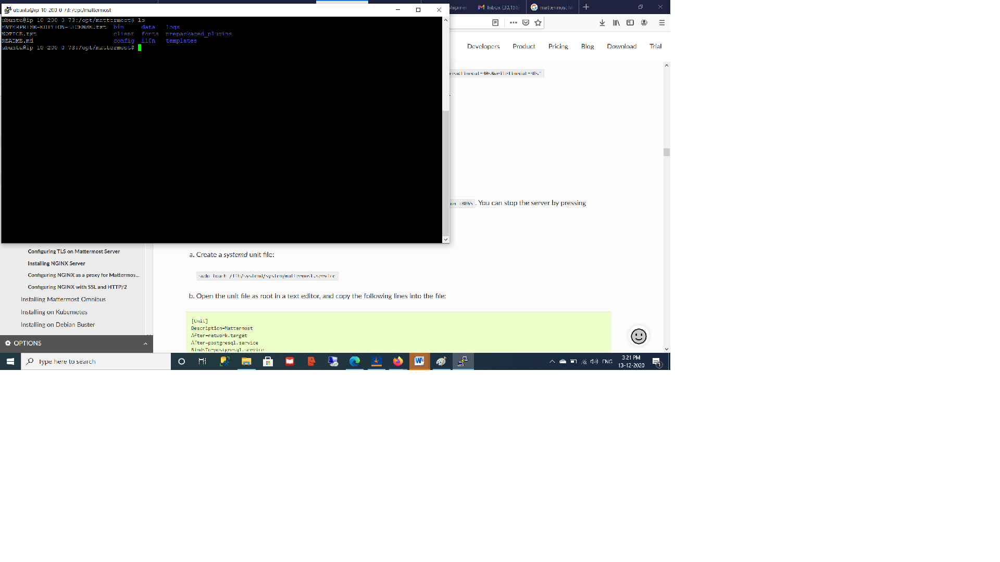 ubuntu@ip-10-200-0-73: /opt/mattermost
ubuntu@ip-10-200-0-73:/opt/mattermost$ ls
ENTERPRISE-EDITION-LICENSE.txt bin data logs
NOTICE.txt client fonts prepackaged_plugins
README.md config i18n templates
ubuntu@ip-10-200-0-73:/opt/mattermost$
Inbox (30,156)
mattermost
Developers Product Pricing Blog Download Trial
readTimeout=30s&writeTimeout=30s"
on :8065. You can stop the server by pressing
Configuring TLS on Mattermost Server
Installing NGINX Server
Configuring NGINX as a proxy for Mattermos...
Configuring NGINX with SSL and HTTP/2
Installing Mattermost Omnibus
Installing on Kubernetes
Installing on Debian Buster
OPTIONS
a. Create a systemd unit file:
sudo touch /lib/systemd/system/mattermost.service
b. Open the unit file as root in a text editor, and copy the following lines into the file:
[Unit]
Description=Mattermost
After=network.target
After=postgresql.service
BindsTo=postgresql.service
Type here to search
ENG
3:21 PM
13-12-2020
1